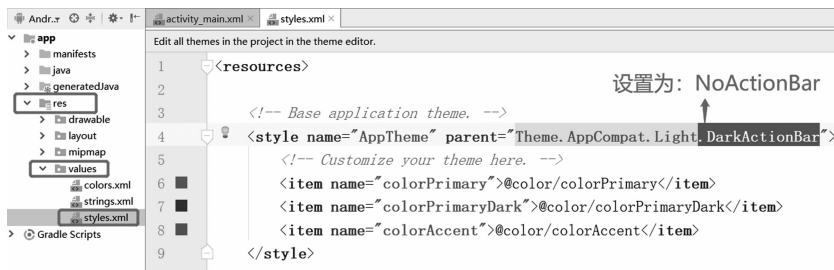 Andr..
activity_main.xml ×
styles.xml ×
app
manifests
java
generatedJava
res
drawable
layout
mipmap
values
colors.xml
strings.xml
styles.xml
Gradle Scripts
Edit all themes in the project in the theme editor.
1 <resources>
设置为：NoActionBar
2
3 <!-- Base application theme. -->
4 <style name="AppTheme" parent="Theme.AppCompat.Light.DarkActionBar">
5 <!-- Customize your theme here. -->
6 <item name="colorPrimary">@color/colorPrimary</item>
7 <item name="colorPrimaryDark">@color/colorPrimaryDark</item>
8 <item name="colorAccent">@color/colorAccent</item>
9 </style>